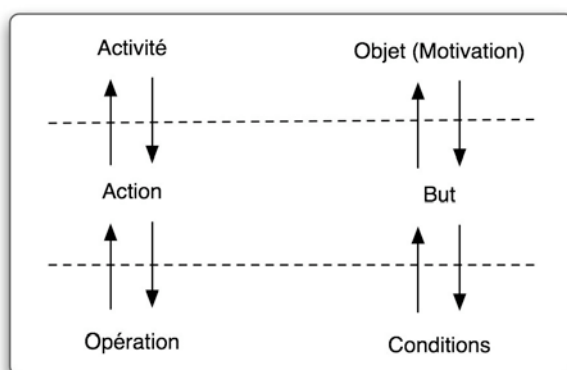 Activité
Objet (Motivation)
Action
But
Opération
Conditions